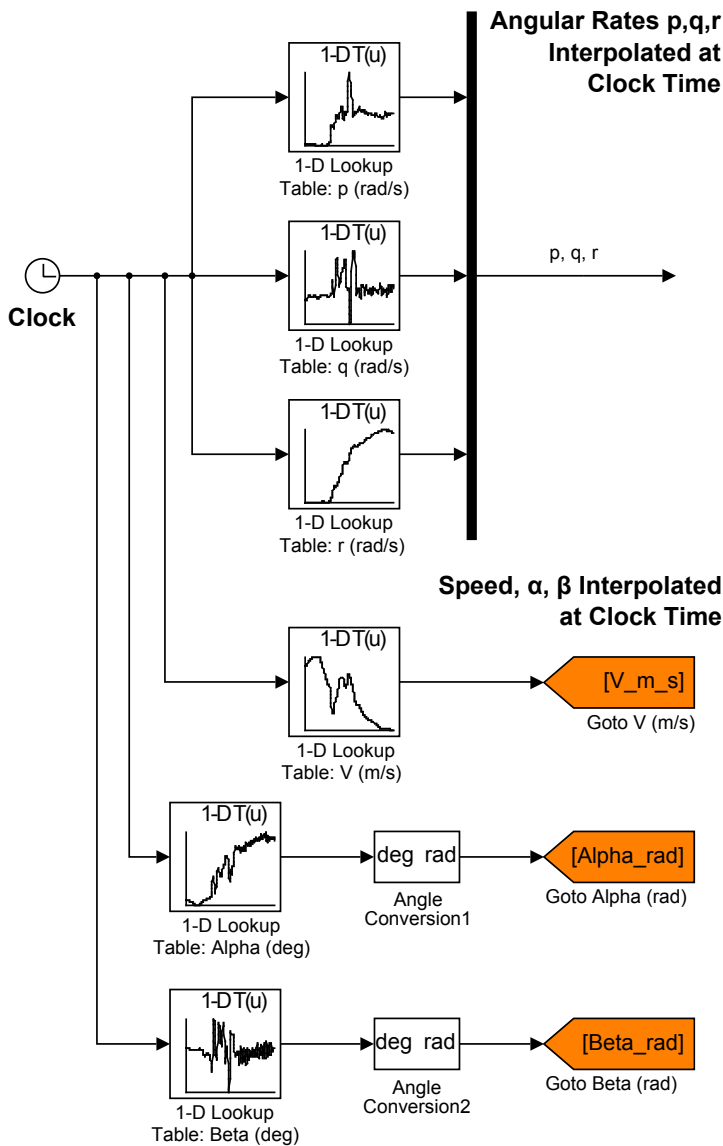 Angular Rates p,q,r
Interpolated at
Clock Time
1-DT(u)
1-D Lookup
Table: p (rad/s)
1-DT(u)
1-D Lookup
Table: q (rad/s)
p, q, r
Clock
1-DT(u)
1-D Lookup
Table: r (rad/s)
Speed, α, β Interpolated
at Clock Time
1-DT(u)
1-D Lookup
Table: V (m/s)
[V_m_s]
Goto V (m/s)
1-DT(u)
1-D Lookup
Table: Alpha (deg)
deg rad
Angle
Conversion1
[Alpha_rad]
Goto Alpha (rad)
1-DT(u)
1-D Lookup
Table: Beta (deg)
deg rad
Angle
Conversion2
[Beta_rad]
Goto Beta (rad)